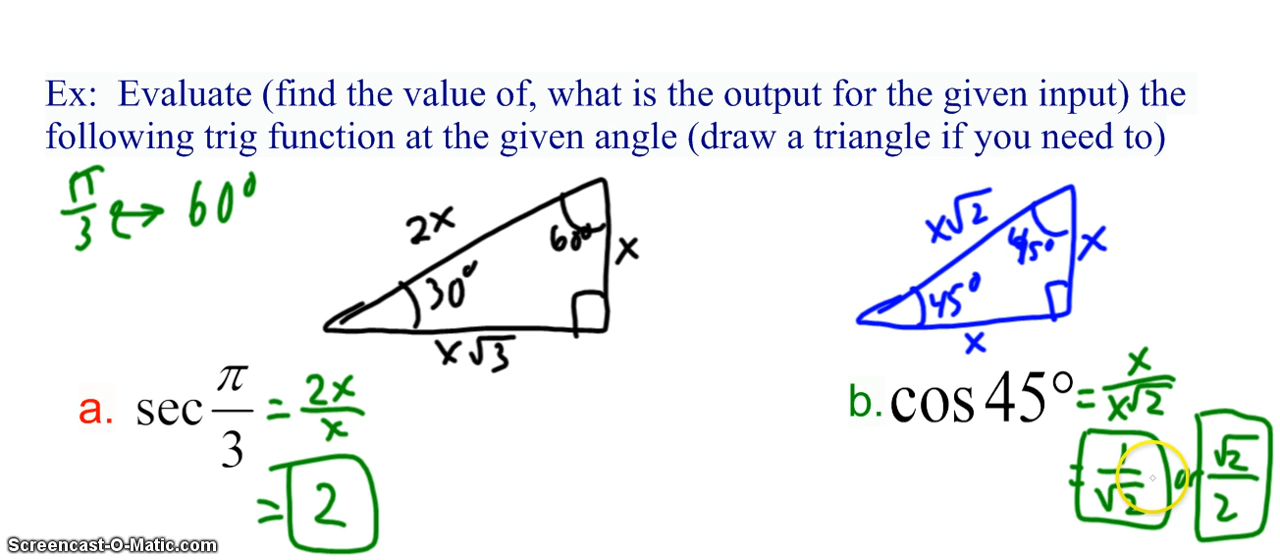 Ex: Evaluate (find the value of, what is the output for the given input) the
following trig function at the given angle (draw a triangle if you need to)
π/3 ↔ 60°
2x
60°
x
30°
x√3
x√2
45°
x
45°
x
a. sec π/3 = 2x/x
= 2
b. cos 45° = x/x√2
= 1/√2 or √2/2
Screencast-O-Matic.com